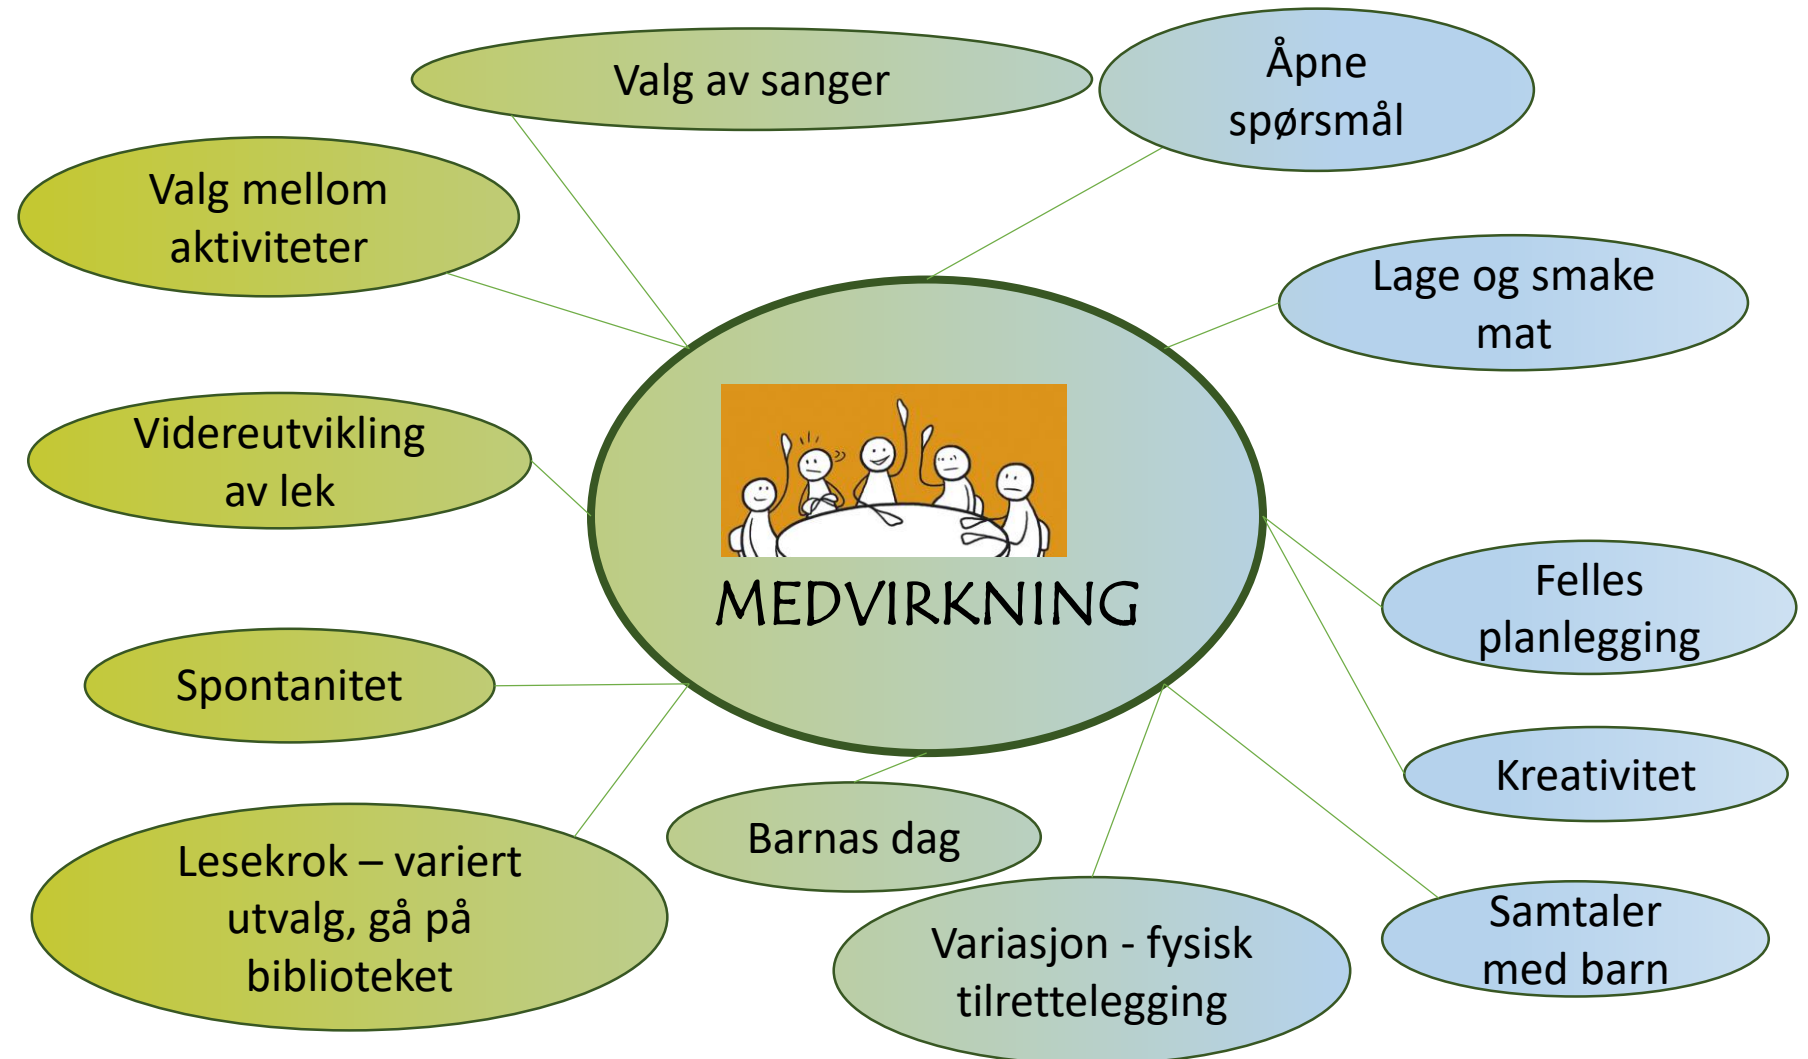 Valg av sanger
Åpne
spørsmål
Valg mellom
aktiviteter
Lage og smake
mat
Videreutvikling
av lek
MEDVIRKNING
Felles
planlegging
Spontanitet
Kreativitet
Barnas dag
Lesekrok – variert
utvalg, gå på
biblioteket
Variasjon - fysisk
tilrettelegging
Samtaler
med barn